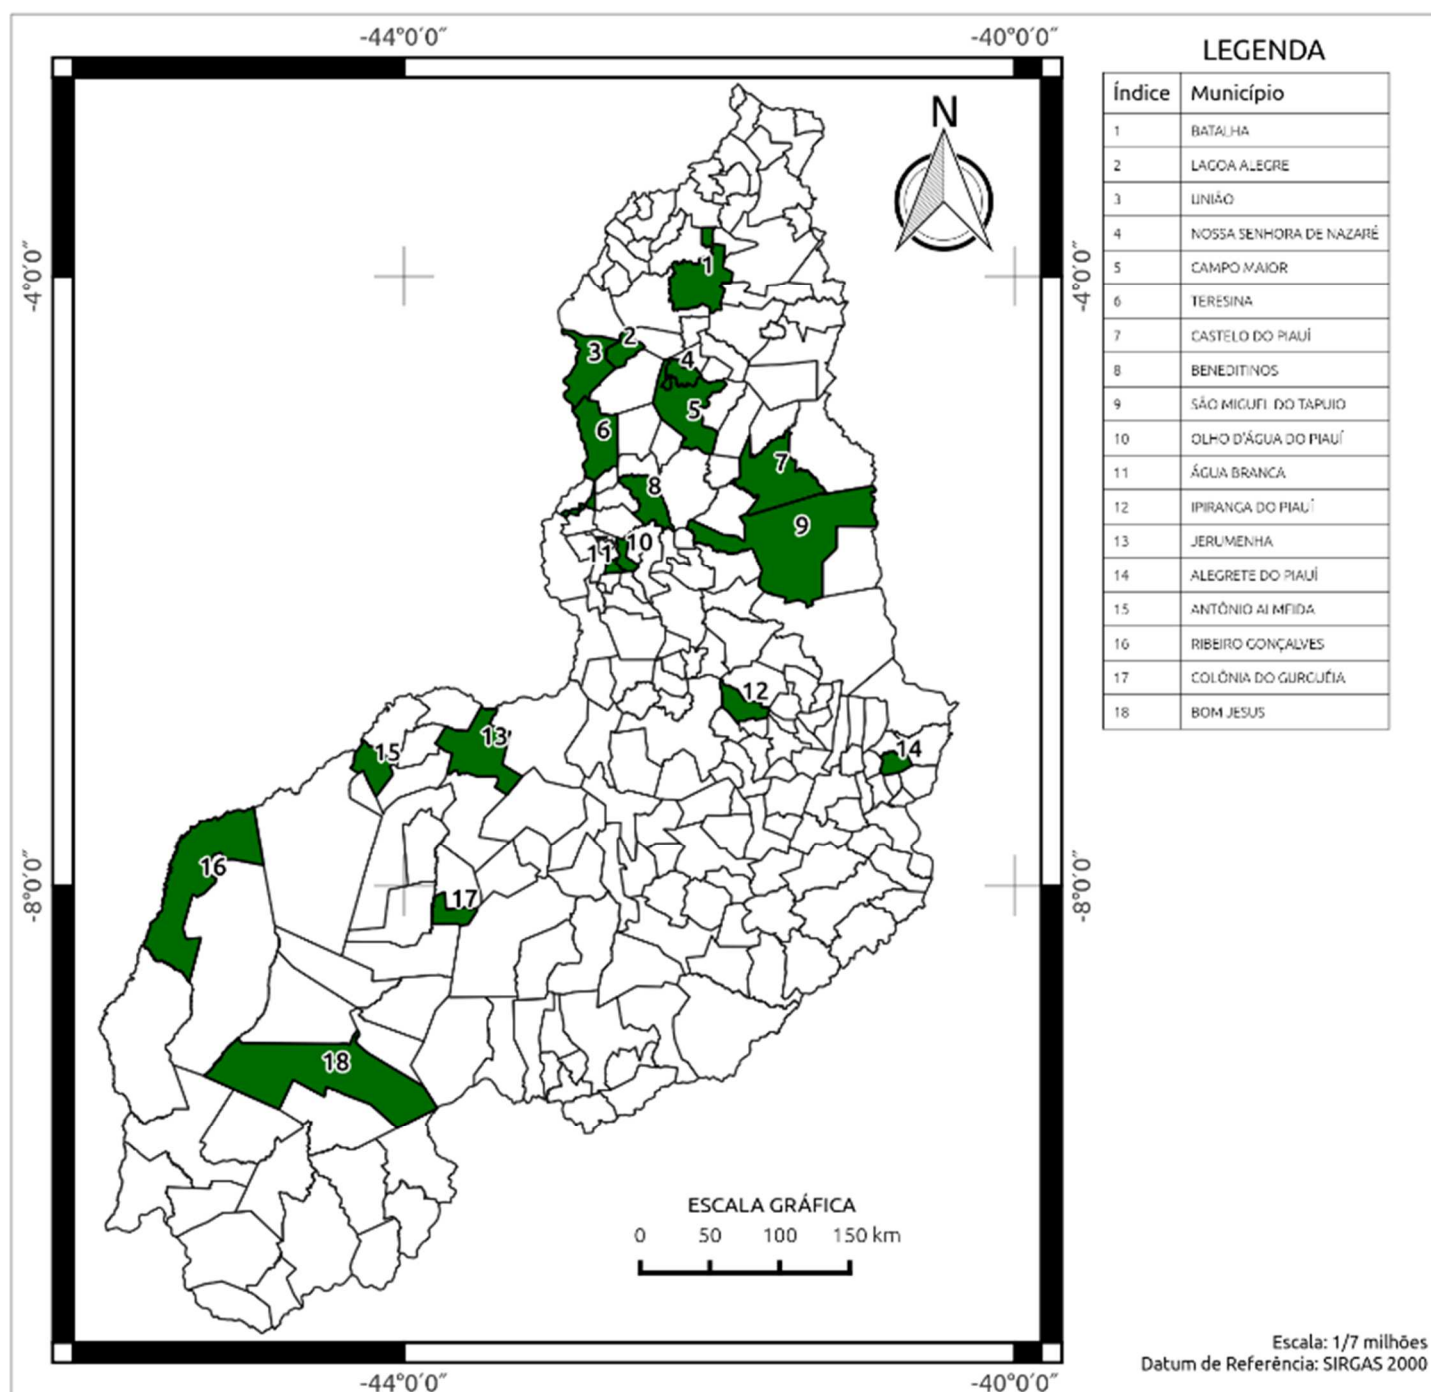 -44°0′0″
-40°0′0″
LEGENDA
Índice Município
1 BATALHA
2 LAGOA ALEGRE
3 UNIÃO
4 NOSSA SENHORA DE NAZARÉ
5 CAMPO MAIOR
6 TERESINA
7 CASTELO DO PIAUÍ
8 BENEDITINOS
9 SÃO MIGUEL DO TAPUIO
10 OLHO D'ÁGUA DO PIAUÍ
11 ÁGUA BRANCA
12 IPIRANGA DO PIAUÍ
13 JERUMENHA
14 ALEGRETE DO PIAUÍ
15 ANTÔNIO ALMEIDA
16 RIBEIRO GONÇALVES
17 COLÔNIA DO GURGUÉIA
18 BOM JESUS
N
-4°0′0″
-4°0′0″
1
2
3
4
5
6
7
8
9
10
11
12
13
14
15
16
17
18
-8°0′0″
-8°0′0″
ESCALA GRÁFICA
0 50 100 150 km
-44°0′0″
-40°0′0″
Escala: 1/7 milhões
Datum de Referência: SIRGAS 2000